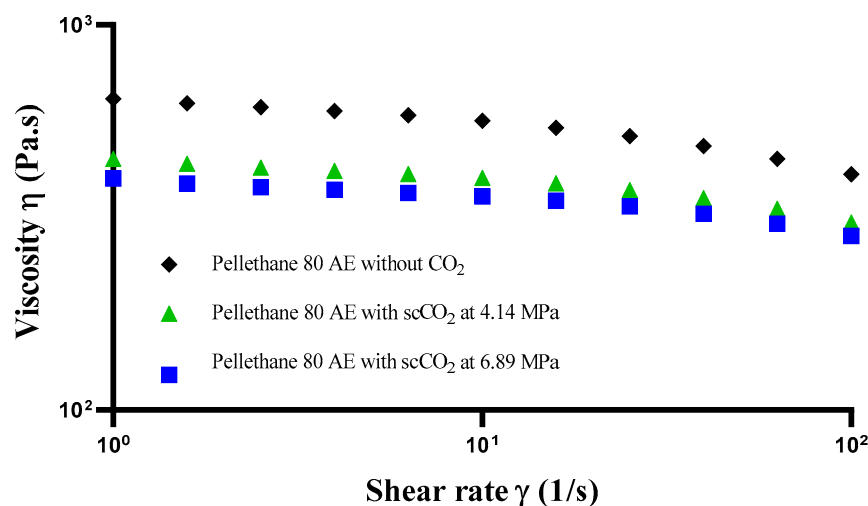 10³
Viscosity η (Pa.s)
Pellethane 80 AE without CO₂
Pellethane 80 AE with scCO₂ at 4.14 MPa
Pellethane 80 AE with scCO₂ at 6.89 MPa
10²
10⁰ 10¹ 10²
Shear rate γ (1/s)